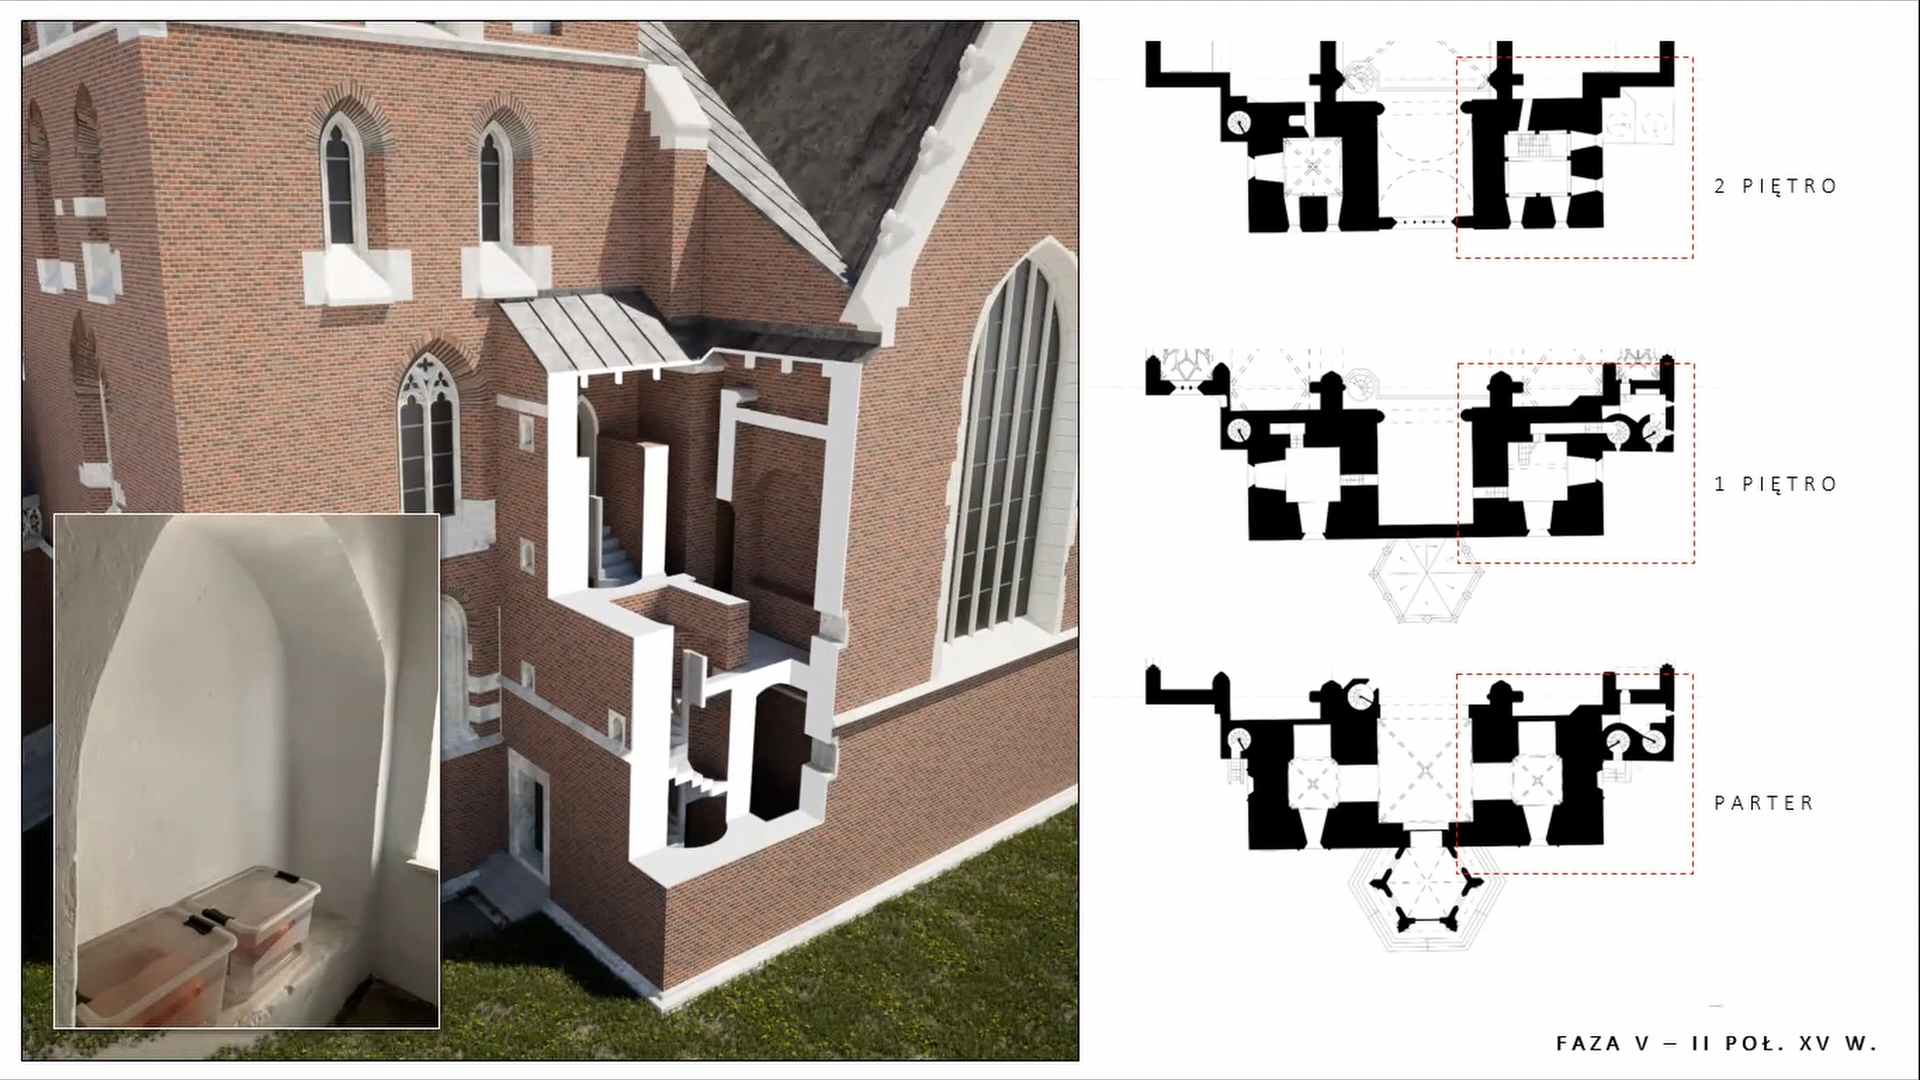 2 PIĘTRO
1 PIĘTRO
PARTER
FAZA V – II POŁ. XV W.